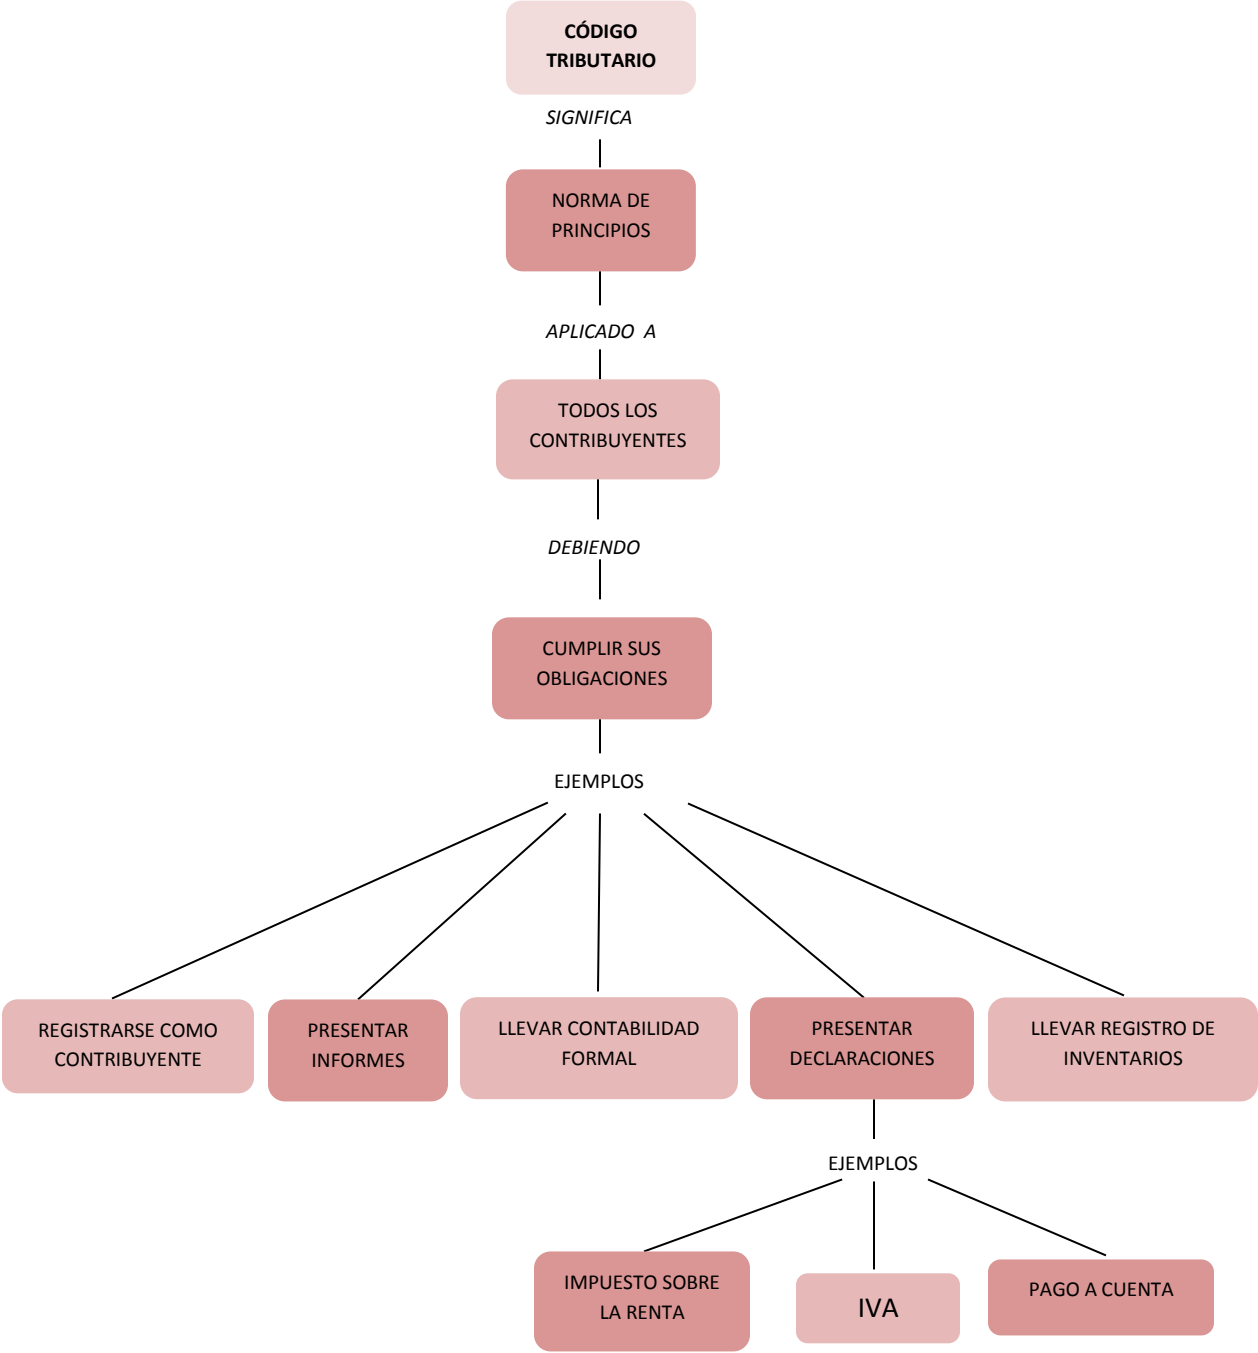 CÓDIGO
TRIBUTARIO
SIGNIFICA
NORMA DE
PRINCIPIOS
APLICADO A
TODOS LOS
CONTRIBUYENTES
DEBIENDO
CUMPLIR SUS
OBLIGACIONES
EJEMPLOS
REGISTRARSE COMO
CONTRIBUYENTE
PRESENTAR
INFORMES
LLEVAR CONTABILIDAD
FORMAL
PRESENTAR
DECLARACIONES
LLEVAR REGISTRO DE
INVENTARIOS
EJEMPLOS
IMPUESTO SOBRE
LA RENTA
IVA
PAGO A CUENTA